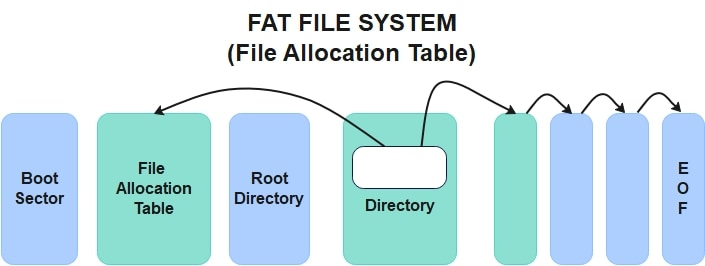 FAT FILE SYSTEM
(File Allocation Table)
Boot
Sector
File
Allocation
Table
Root
Directory
Directory
E
O
F